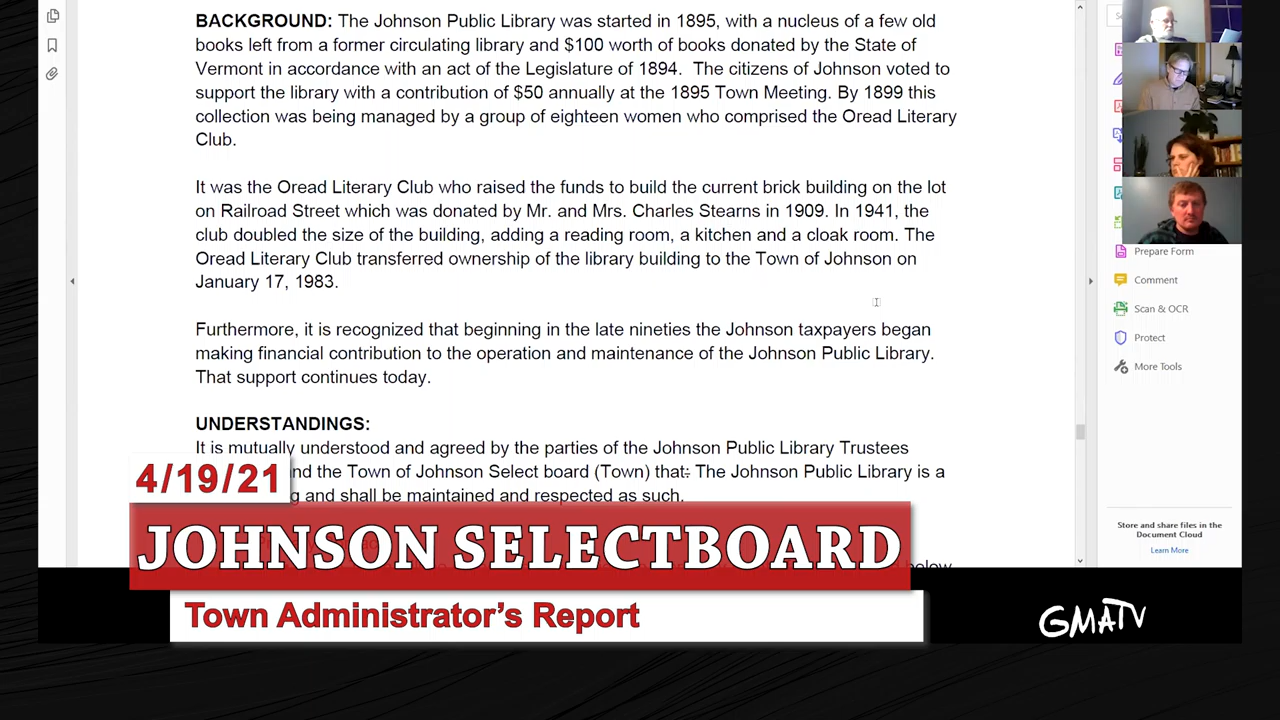 BACKGROUND: The Johnson Public Library was started in 1895, with a nucleus of a few old
books left from a former circulating library and $100 worth of books donated by the State of
Vermont in accordance with an act of the Legislature of 1894. The citizens of Johnson voted to
support the library with a contribution of $50 annually at the 1895 Town Meeting. By 1899 this
collection was being managed by a group of eighteen women who comprised the Oread Literary
Club.
It was the Oread Literary Club who raised the funds to build the current brick building on the lot
on Railroad Street which was donated by Mr. and Mrs. Charles Stearns in 1909. In 1941, the
club doubled the size of the building, adding a reading room, a kitchen and a cloak room. The
Oread Literary Club transferred ownership of the library building to the Town of Johnson on
January 17, 1983.
Furthermore, it is recognized that beginning in the late nineties the Johnson taxpayers began
making financial contribution to the operation and maintenance of the Johnson Public Library.
That support continues today.
UNDERSTANDINGS:
It is mutually understood and agreed by the parties of the Johnson Public Library Trustees
and the Town of Johnson Select board (Town) that: The Johnson Public Library is a
and shall be maintained and respected as such.
below
Prepare Form
Comment
Scan & OCR
Protect
More Tools
Store and share files in the
Document Cloud
Learn More
4/19/21
JOHNSON SELECTBOARD
Town Administrator's Report
GMATV